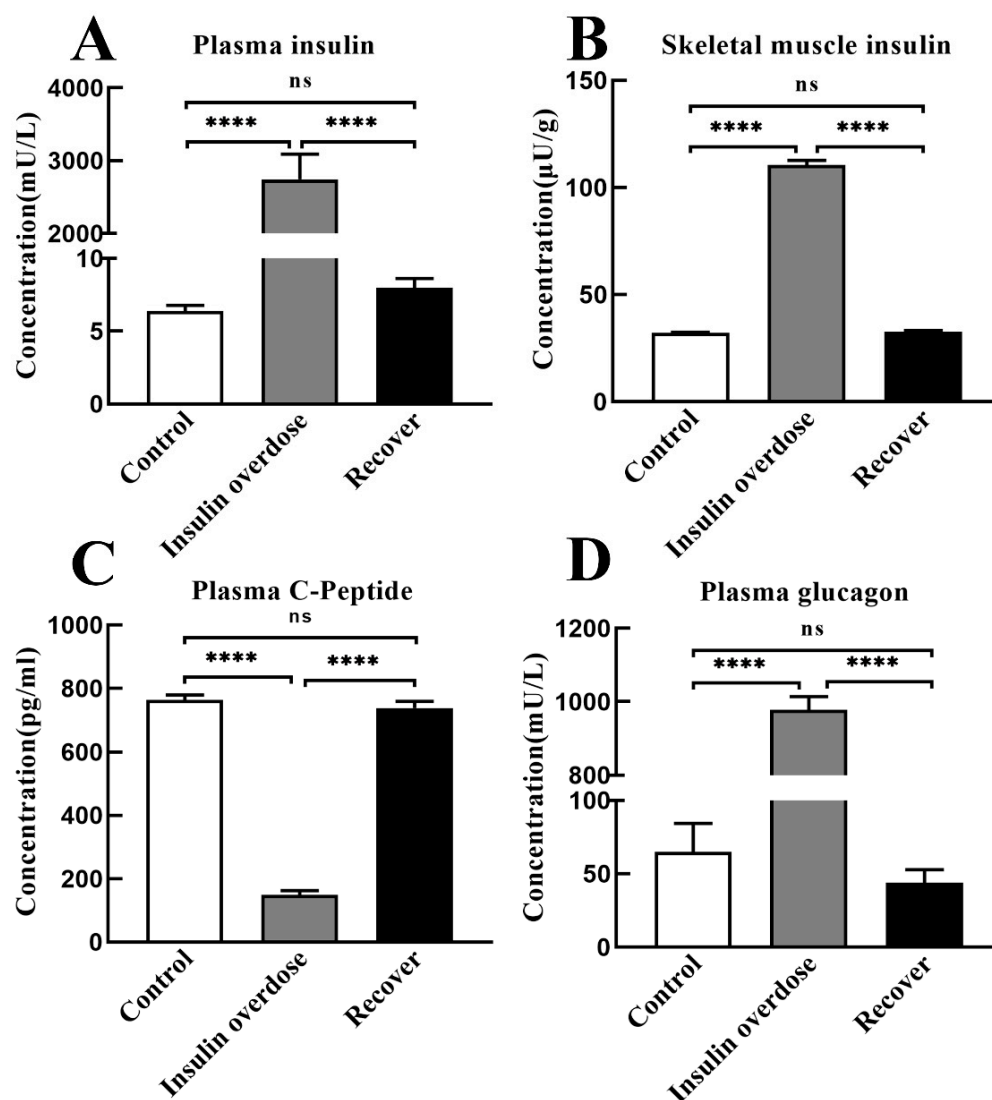 A
Plasma insulin
Concentration(mU/L)
4000
3000
2000
10
5
0
ns
**** ****
Control
Insulin overdose
Recover
B
Skeletal muscle insulin
Concentration(μU/g)
150
100
50
0
ns
**** ****
Control
Insulin overdose
Recover
C
Plasma C-Peptide
Concentration(pg/ml)
1000
800
600
400
200
0
ns
**** ****
Control
Insulin overdose
Recover
D
Plasma glucagon
Concentration(mU/L)
1200
1000
800
100
50
0
ns
**** ****
Control
Insulin overdose
Recover